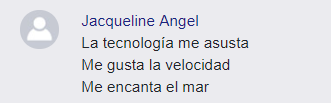 Jacqueline Angel
La tecnología me asusta
Me gusta la velocidad
Me encanta el mar